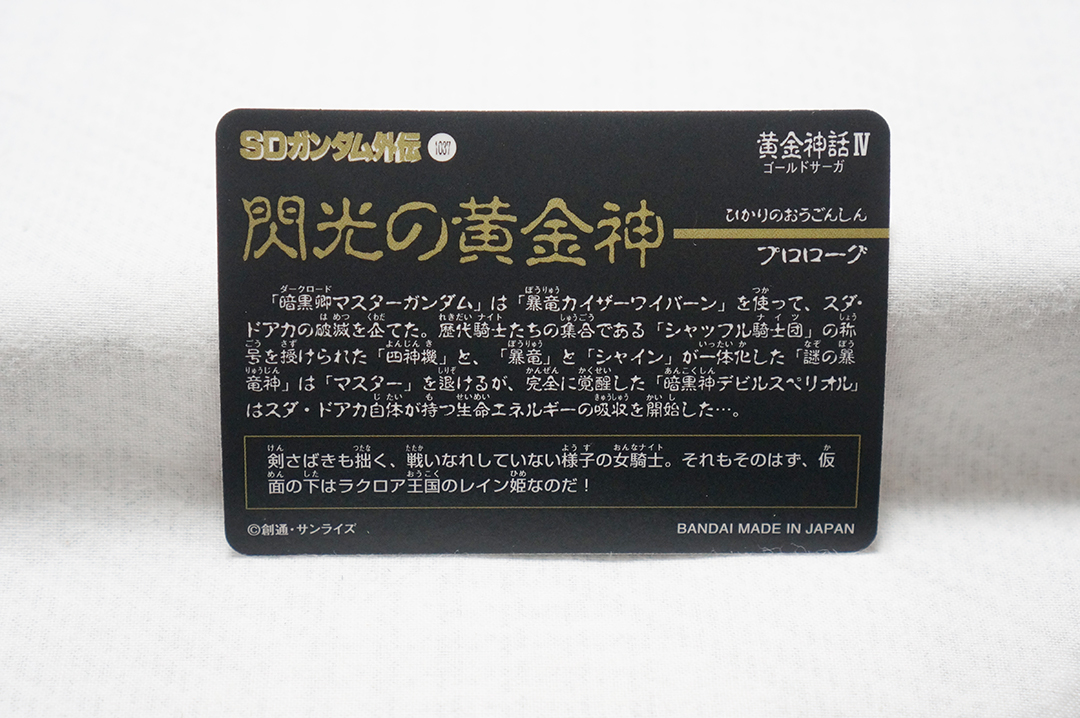 SDガンダム外伝 1037
黄金神話Ⅳ
ゴールドサーガ
閃光の黄金神
ひかりのおうごんしん
プロローグ
「暗黒卿マスターガンダム」は「暴竜カイザーワイバーン」を使って、スダ・
ドアカの破滅を企てた。歴代騎士たちの集合である「シャッフル騎士団」の称
号を授けられた「四神機」と、「暴竜」と「シャイン」が一体化した「謎の暴
竜神」は「マスター」を退けるが、完全に覚醒した「暗黒神デビルスペリオル」
はスダ・ドアカ自体が持つ生命エネルギーの吸収を開始した…。
剣さばきも拙く、戦いなれしていない様子の女騎士。それもそのはず、仮
面の下はラクロア王国のレイン姫なのだ！
©創通・サンライズ
BANDAI MADE IN JAPAN